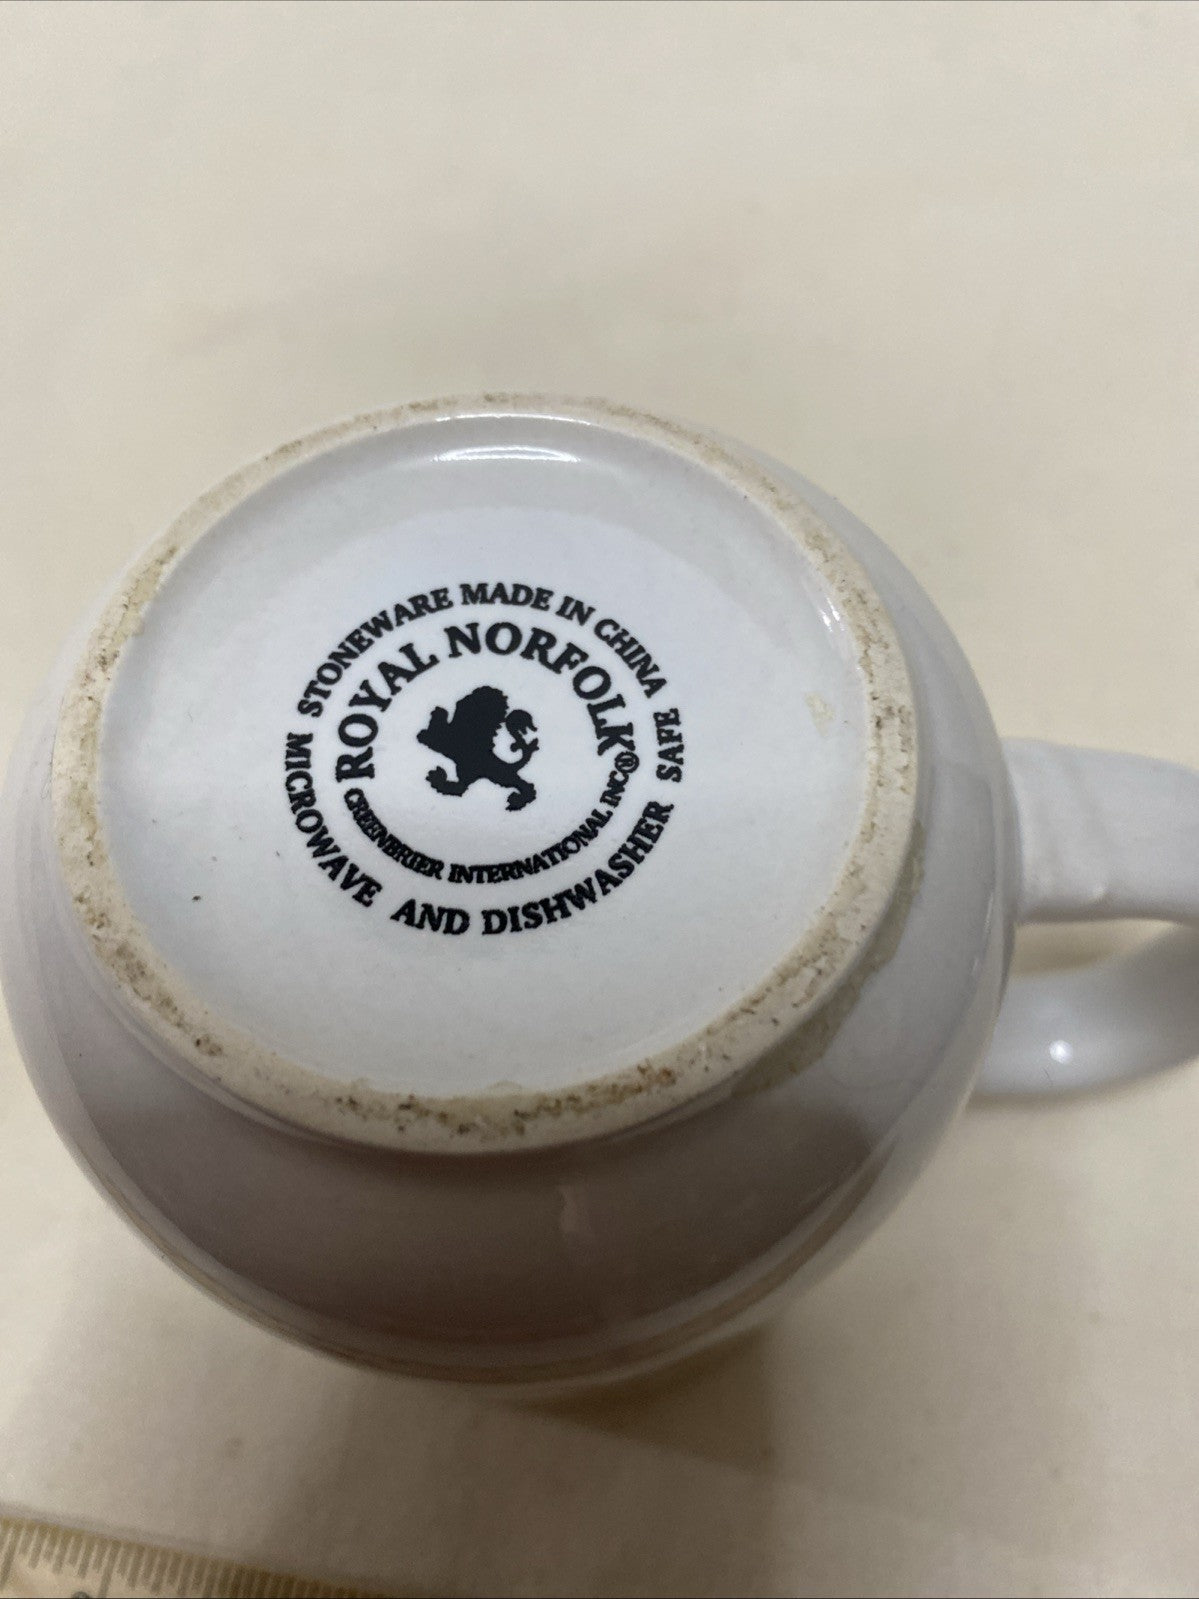 STONEWARE MADE IN CHINA
ROYAL NORFOLK
GREENBRIER INTERNATIONAL INC®
MICROWAVE AND DISHWASHER SAFE